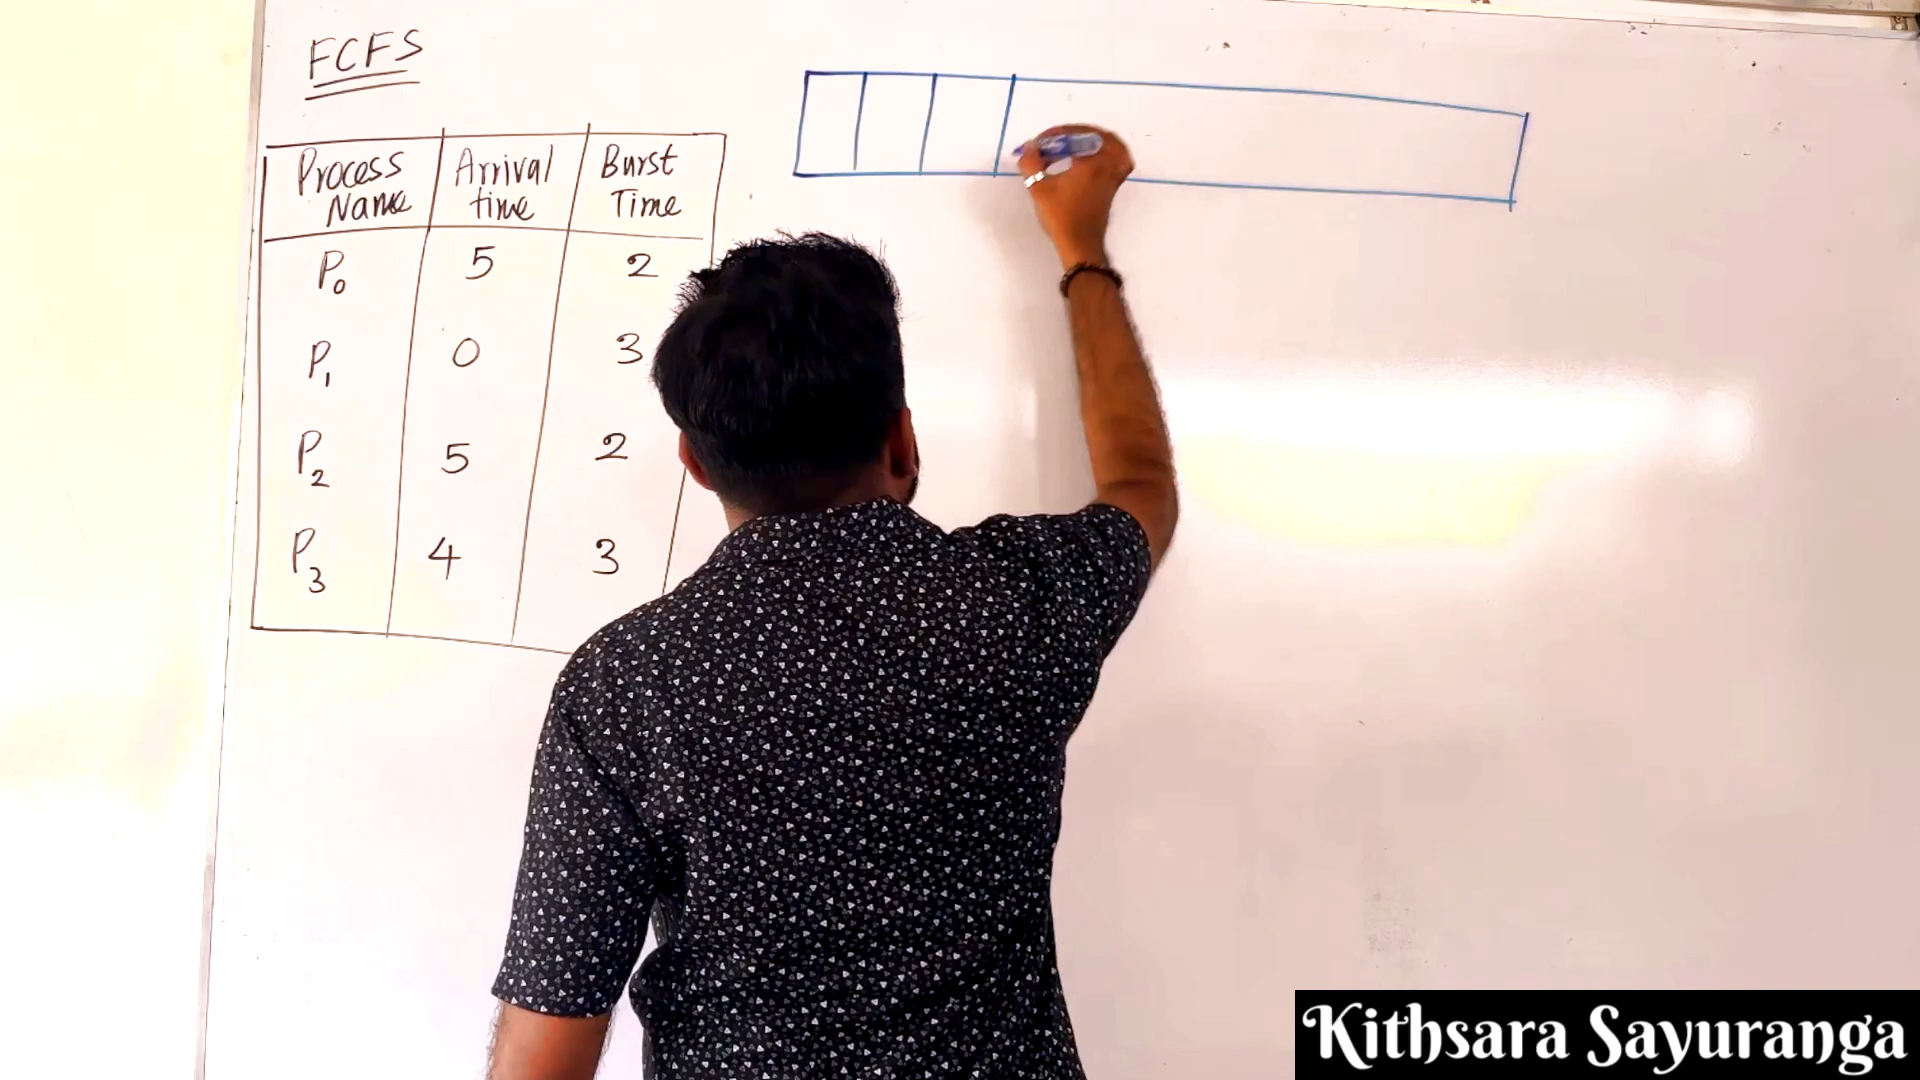 FCFS
Process Name Arrival time Burst Time
P0 5 2
P1 0 3
P2 5 2
P3 4 3
Kithsara Sayuranga